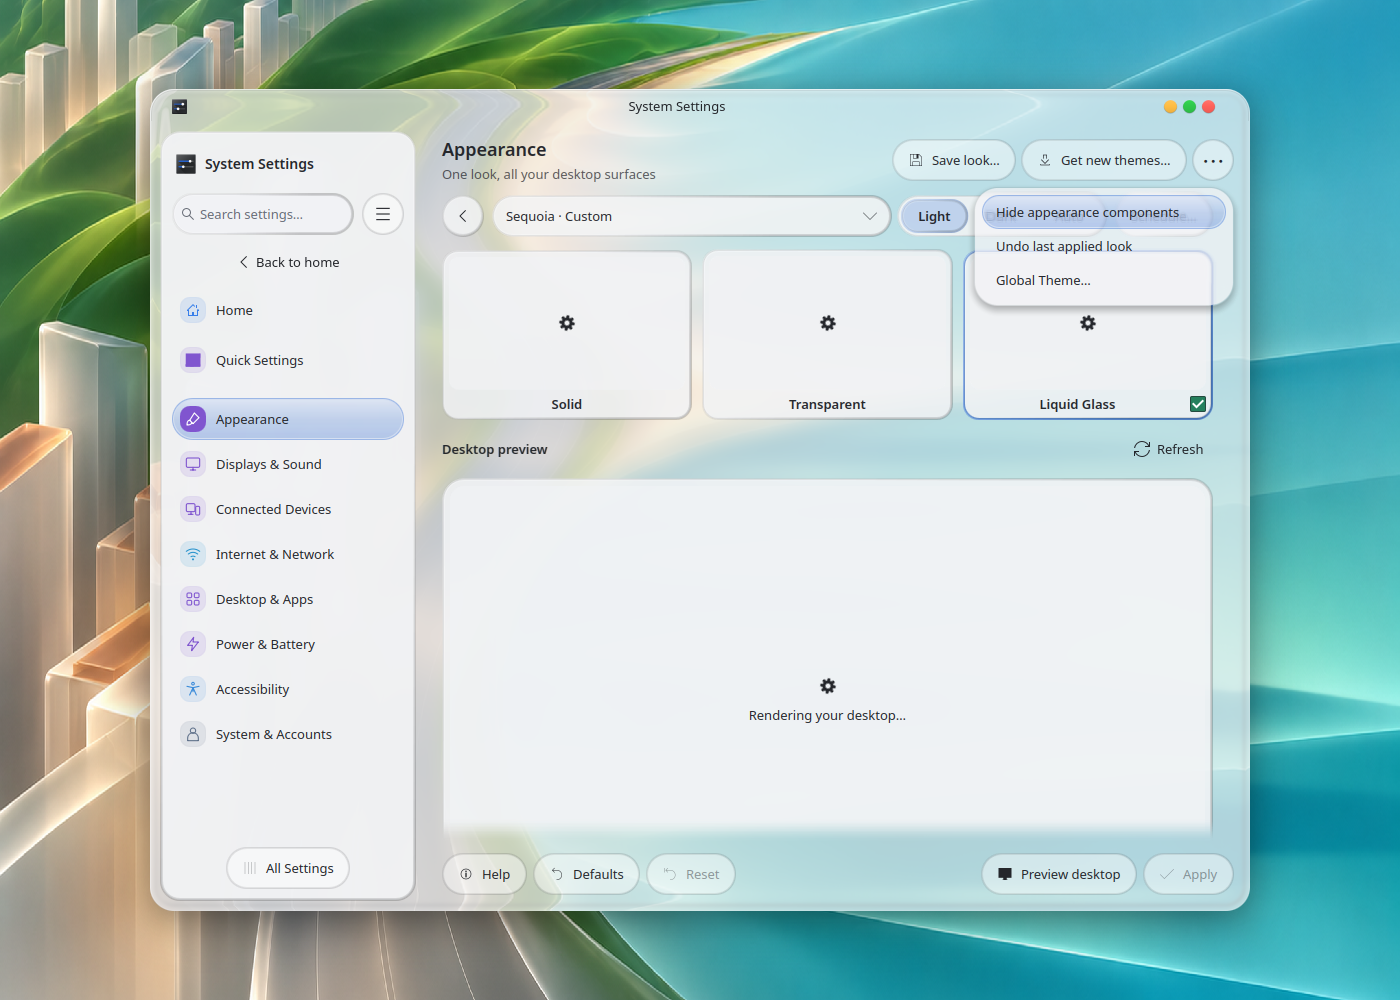 System Settings
System Settings
Search settings...
Back to home
Home
Quick Settings
Appearance
Displays & Sound
Connected Devices
Internet & Network
Desktop & Apps
Power & Battery
Accessibility
System & Accounts
All Settings
Appearance
One look, all your desktop surfaces
Save look...
Get new themes...
Sequoia · Custom
Light
Hide appearance components
Undo last applied look
Global Theme...
Solid
Transparent
Liquid Glass
Desktop preview
Refresh
Rendering your desktop...
Help
Defaults
Reset
Preview desktop
Apply